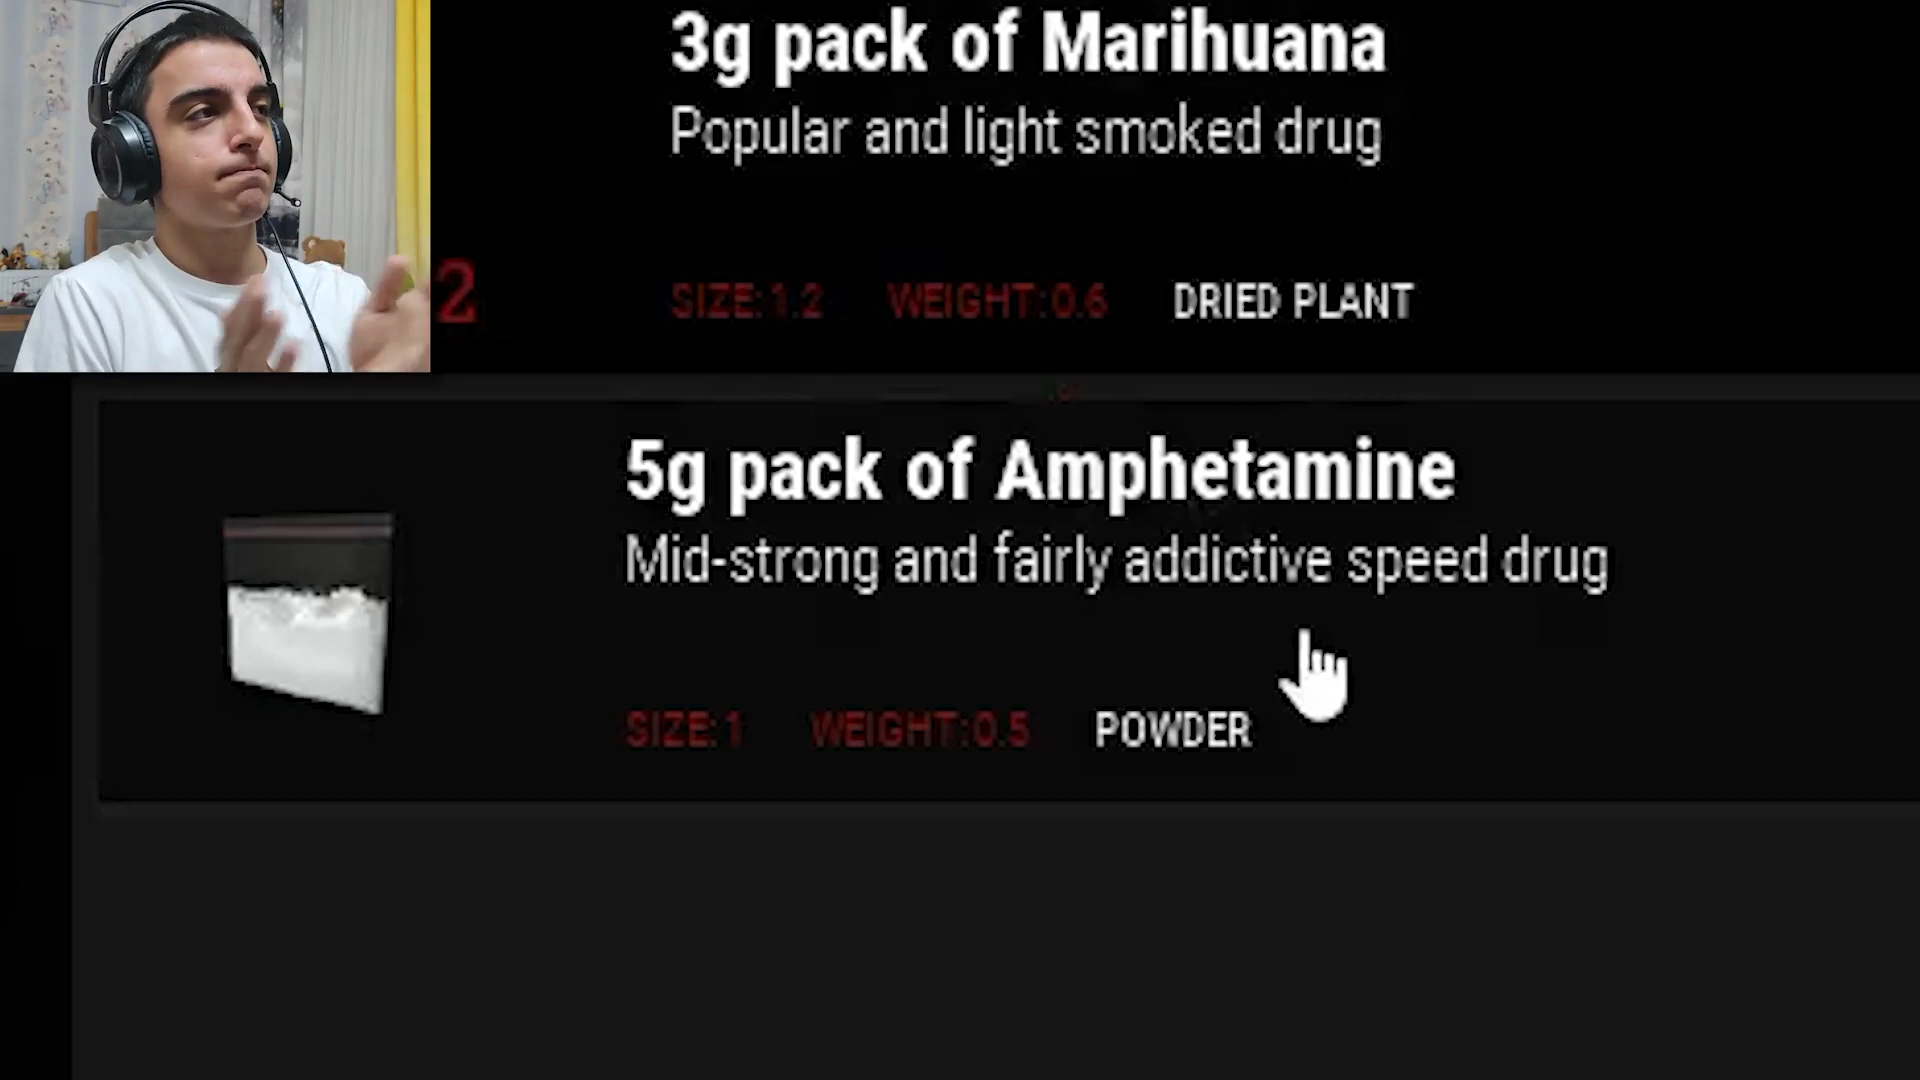 3g pack of Marihuana
Popular and light smoked drug
2
SIZE:1.2 WEIGHT:0.6 DRIED PLANT
5g pack of Amphetamine
Mid-strong and fairly addictive speed drug
SIZE:1 WEIGHT:0.5 POWDER